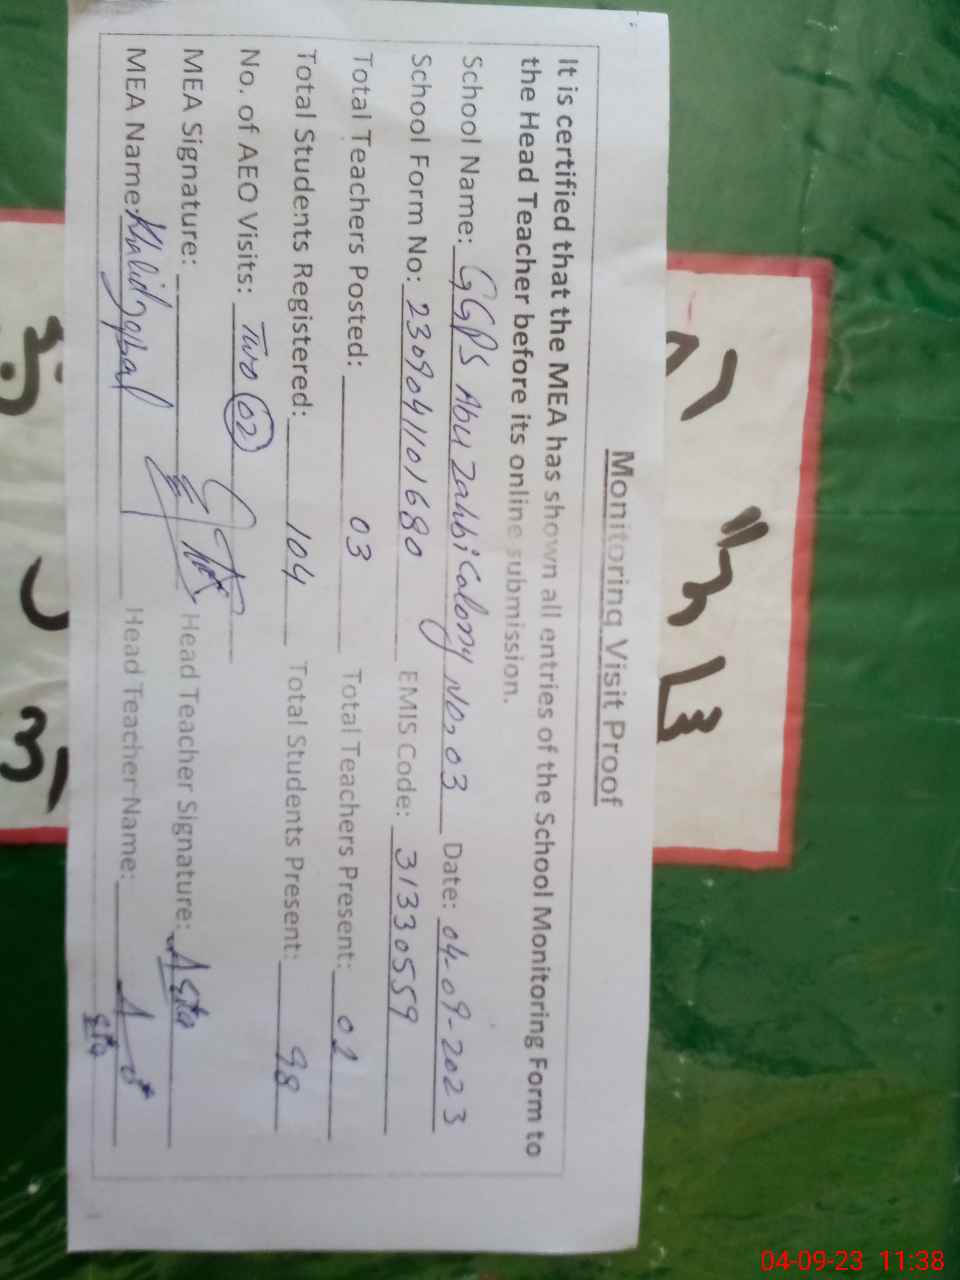 Monitoring Visit Proof
It is certified that the MEA has shown all entries of the School Monitoring Form to
the Head Teacher before its online submission.
School Name: GGPS Abu Zahbi Colony No. 03 Date: 04-09-2023
School Form No: 2309041101680 EMIS Code: 31330559
Total Teachers Posted: 03 Total Teachers Present: 02
Total Students Registered: 104 Total Students Present: 98
No. of AEO Visits: Two 02
MEA Signature: Head Teacher Signature:
MEA Name: Khalid Iqbal Head Teacher Name:
04-09-23 11:38